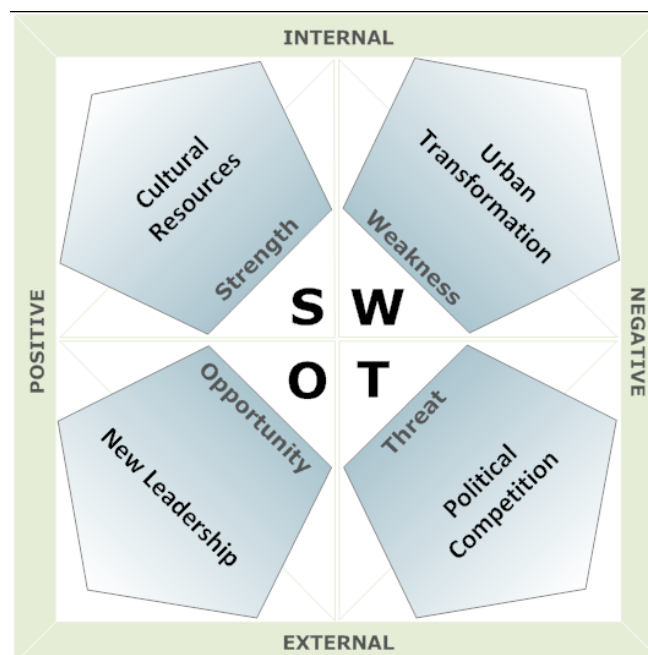 INTERNAL
Cultural
Resources
Strength
Urban
Transformation
Weakness
S W
POSITIVE
NEGATIVE
O T
Opportunity
New Leadership
Threat
Political
Competition
EXTERNAL